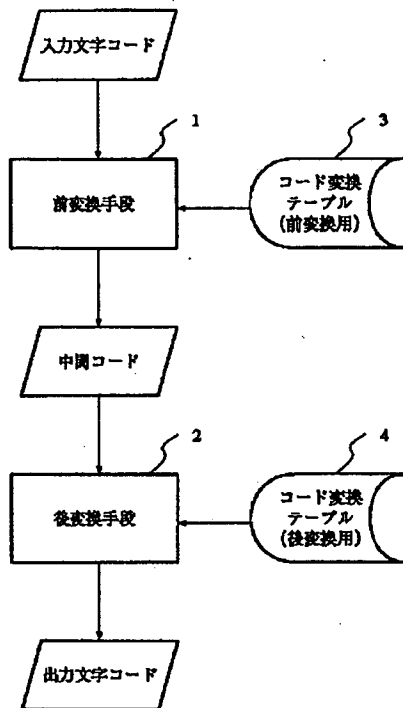 入力文字コード
1
3
前変換手段
コード変換
テーブル
(前変換用)
中間コード
2
4
後変換手段
コード変換
テーブル
(後変換用)
出力文字コード